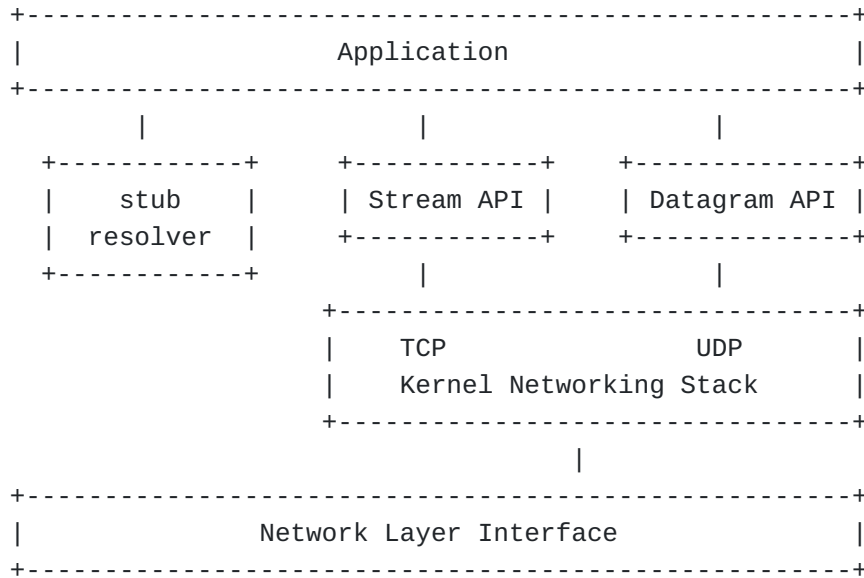 Application
stub Stream API Datagram API
resolver
TCP UDP
Kernel Networking Stack
Network Layer Interface